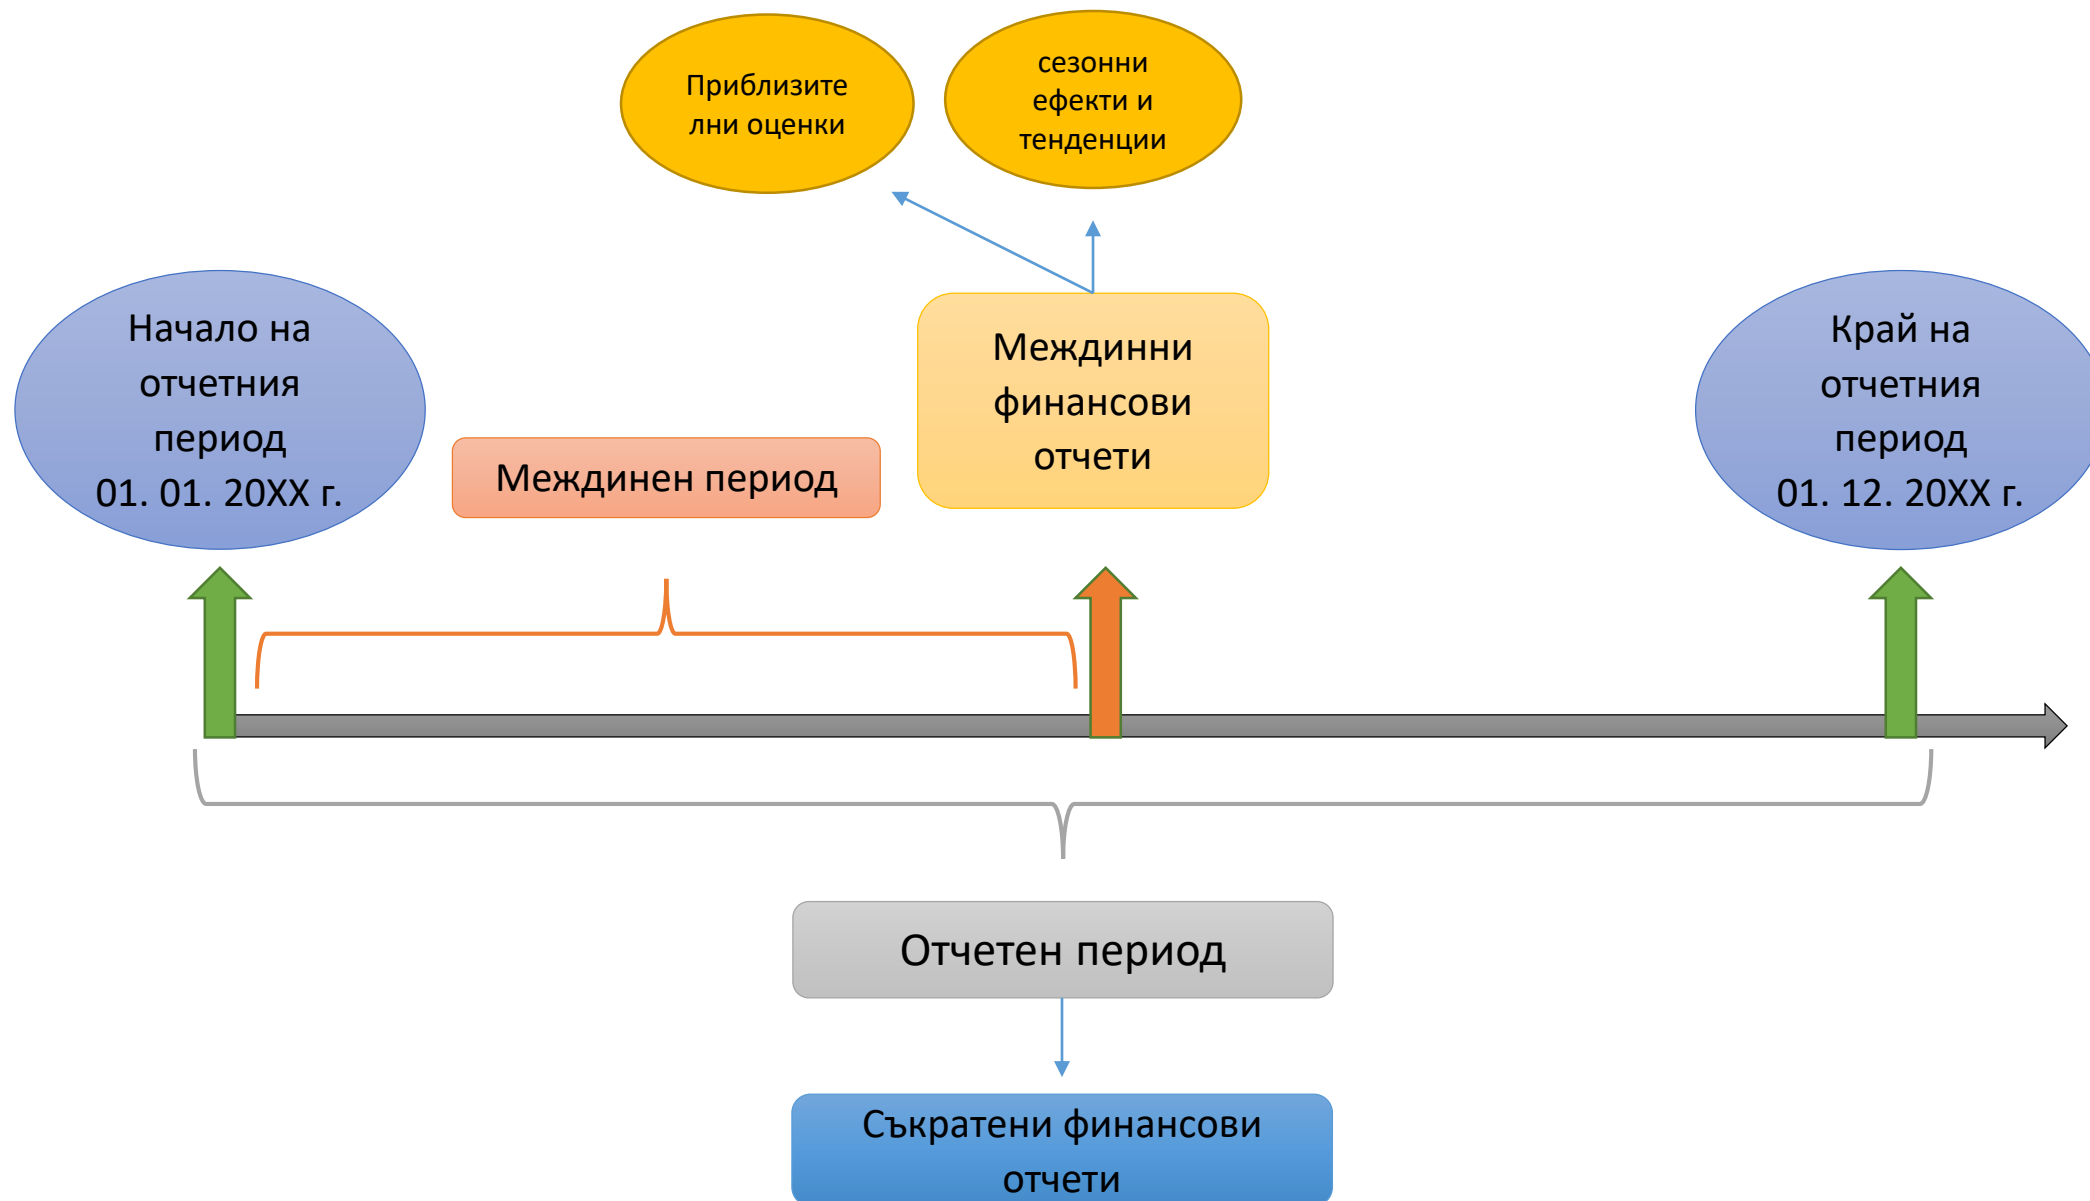 Приблизите
лни оценки
сезонни
ефекти и
тенденции
Начало на
отчетния
период
01. 01. 20XX г.
Междинен период
Междинни
финансови
отчети
Край на
отчетния
период
01. 12. 20XX г.
Отчетен период
Съкратени финансови
отчети